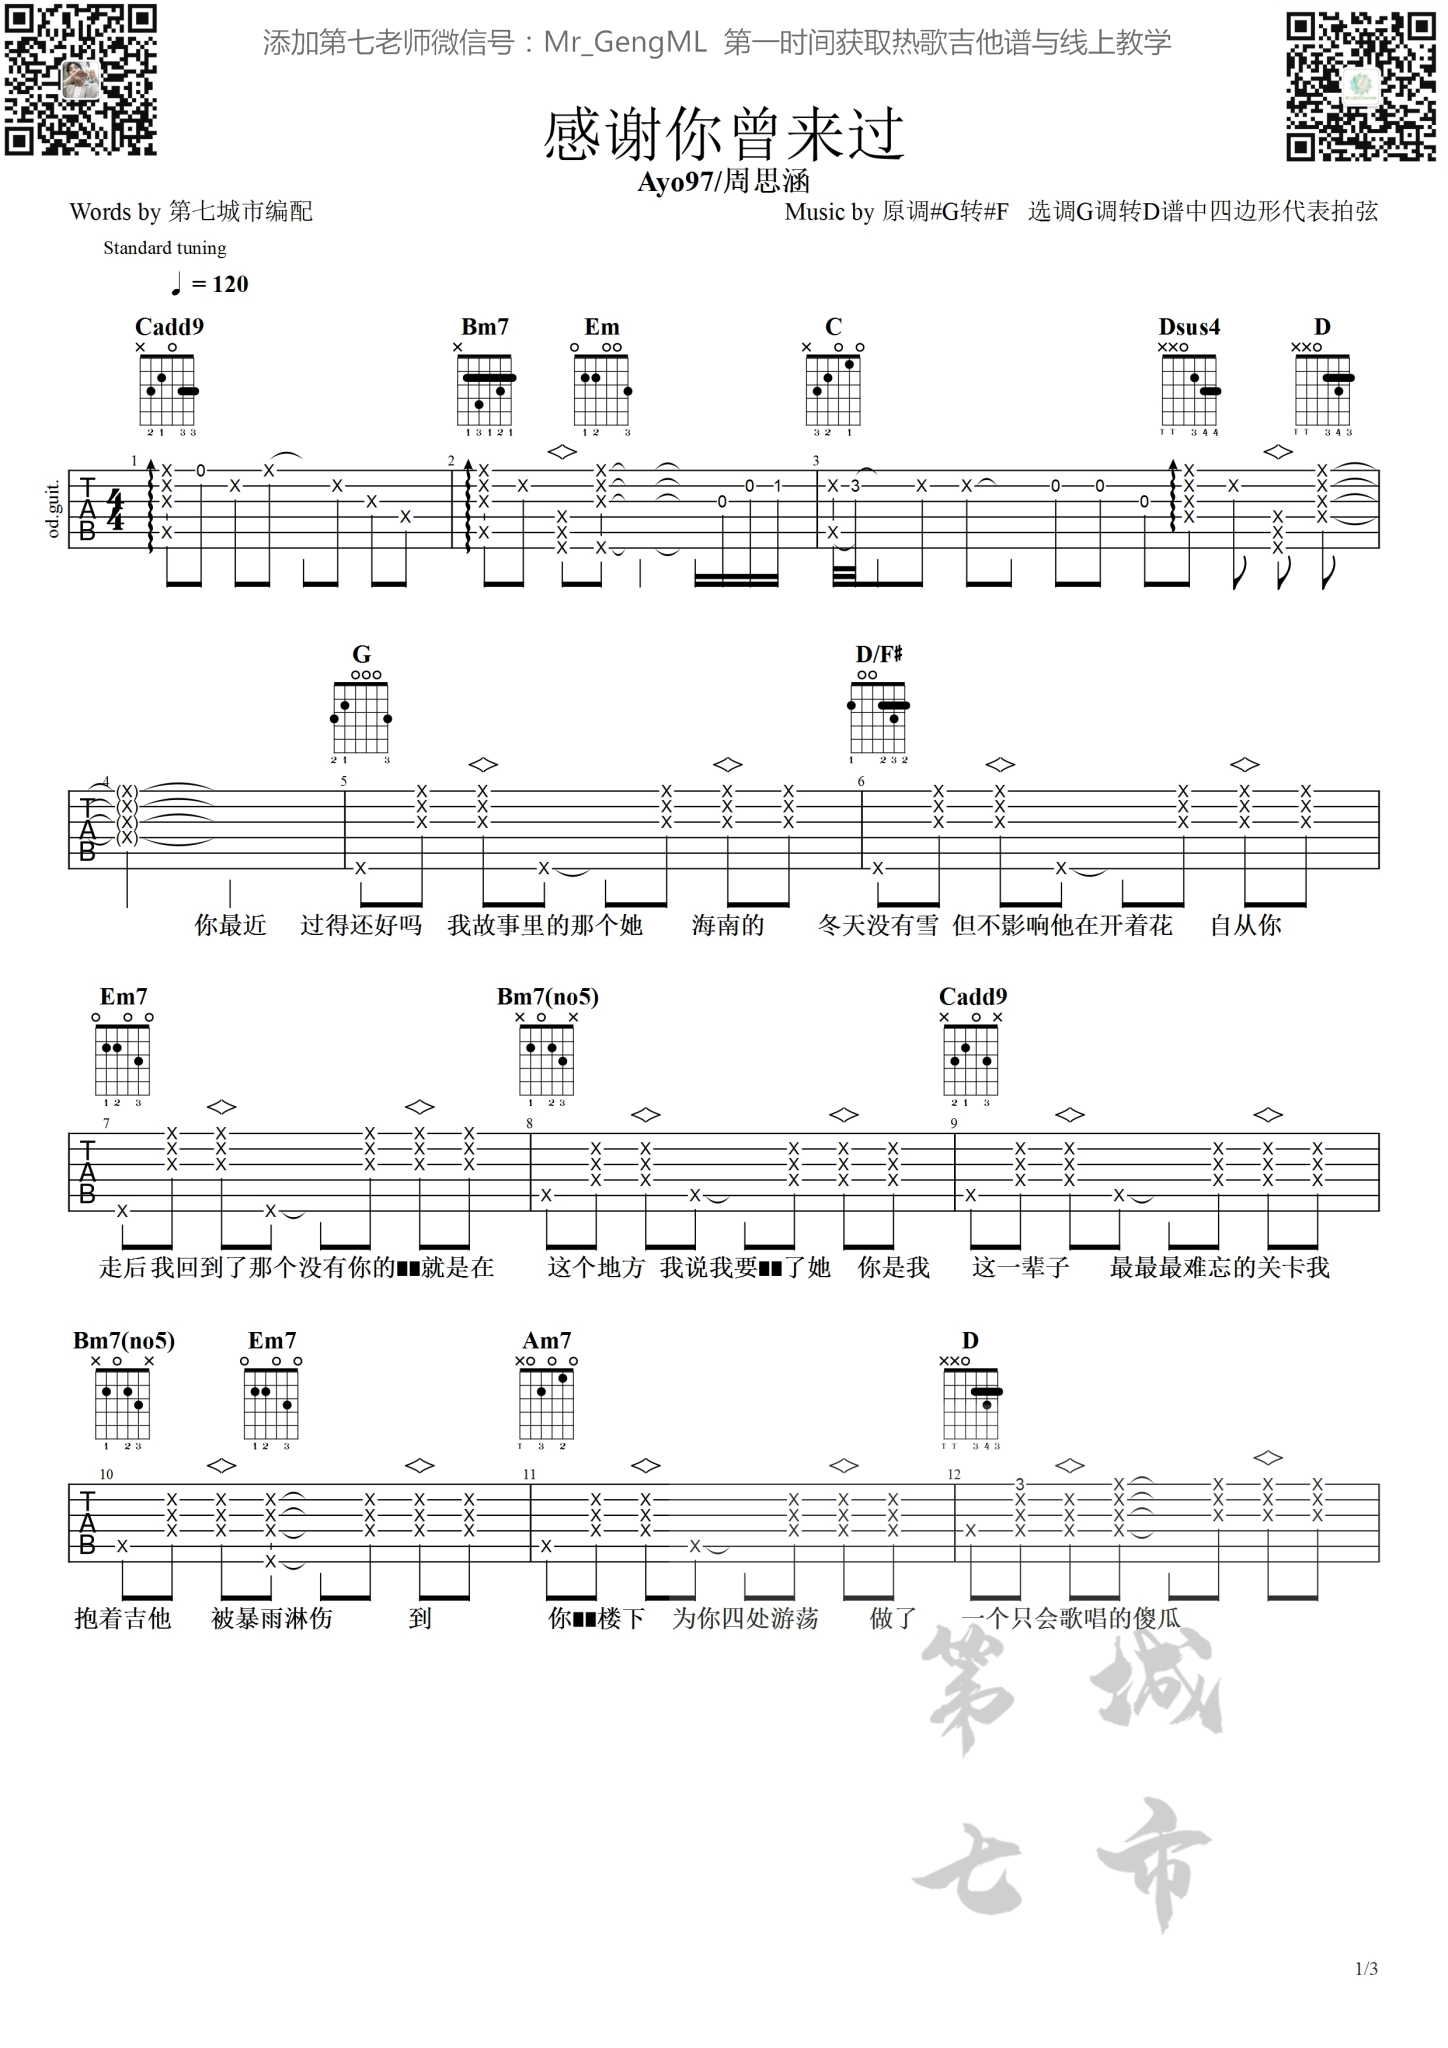 添加第七老师微信号：Mr_GengML 第一时间获取热歌吉他谱与线上教学
感谢你曾来过
Ayo97/周思涵
Words by 第七城市编配
Music by 原调#G转#F 选调G调转D谱中四边形代表拍弦
Standard tuning
= 120
Cadd9 Bm7 Em C Dsus4 D
od.guit.
G D/F#
你最近 过得还好吗 我故事里的那个她 海南的 冬天没有雪 但不影响他在开着花 自从你
Em7 Bm7(no5) Cadd9
走后我回到了那个没有你的■■就是在 这个地方 我说我要■■了她 你是我 这一辈子 最最最难忘的关卡我
Bm7(no5) Em7 Am7 D
抱着吉他 被暴雨淋伤 到 你■■楼下 为你四处游荡 做了 一个只会歌唱的傻瓜
第城
七市
1/3